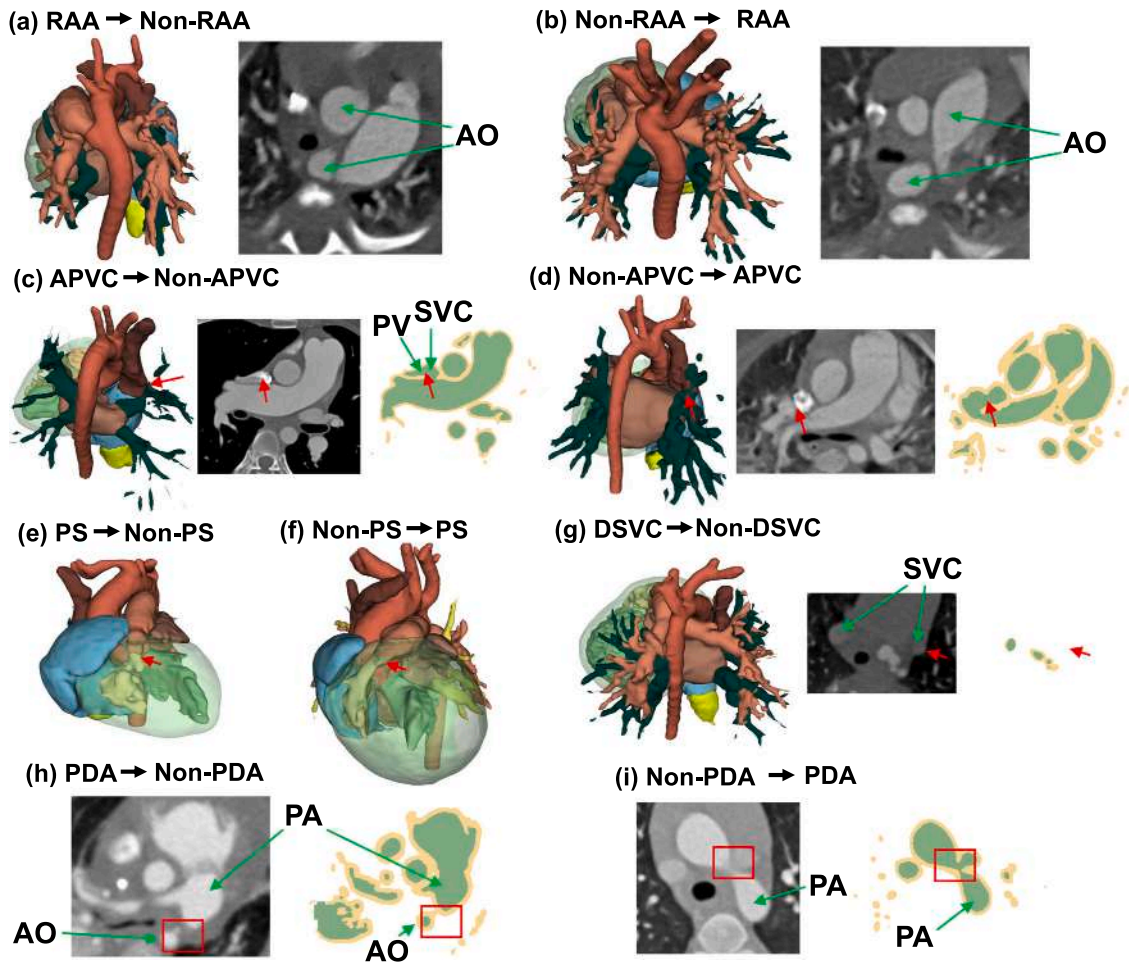 (a) RAA → Non-RAA
(b) Non-RAA → RAA
AO
AO
(c) APVC → Non-APVC
(d) Non-APVC → APVC
SVC
PV
(e) PS → Non-PS
(f) Non-PS → PS
(g) DSVC → Non-DSVC
SVC
(h) PDA → Non-PDA
(i) Non-PDA → PDA
PA
PA
AO
AO
PA